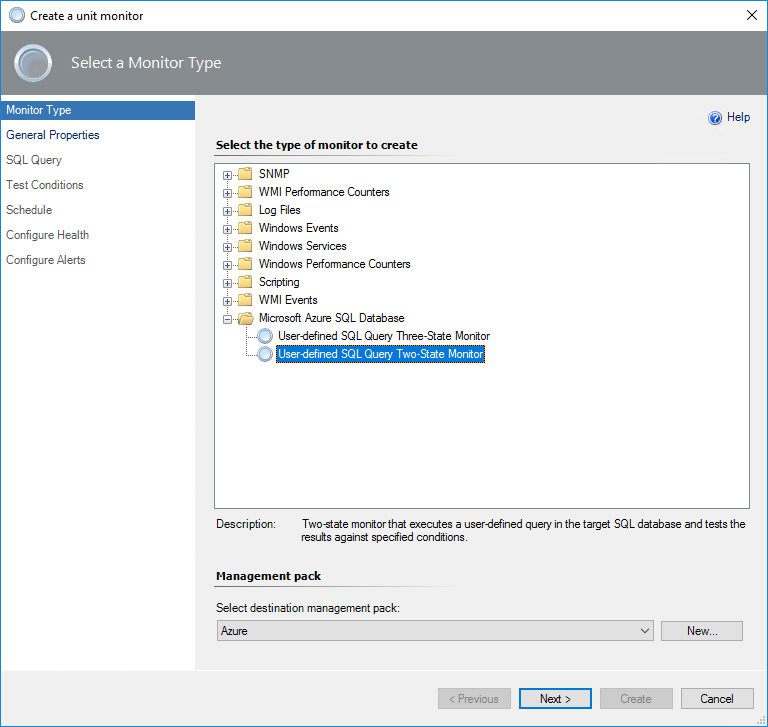 Create a unit monitor
Select a Monitor Type
Monitor Type
General Properties
SQL Query
Test Conditions
Schedule
Configure Health
Configure Alerts
Help
Select the type of monitor to create
SNMP
WMI Performance Counters
Log Files
Windows Events
Windows Services
Windows Performance Counters
Scripting
WMI Events
Microsoft Azure SQL Database
User-defined SQL Query Three-State Monitor
User-defined SQL Query Two-State Monitor
Description: Two-state monitor that executes a user-defined query in the target SQL database and tests the
results against specified conditions.
Management pack
Select destination management pack:
Azure
New...
< Previous
Next >
Create
Cancel